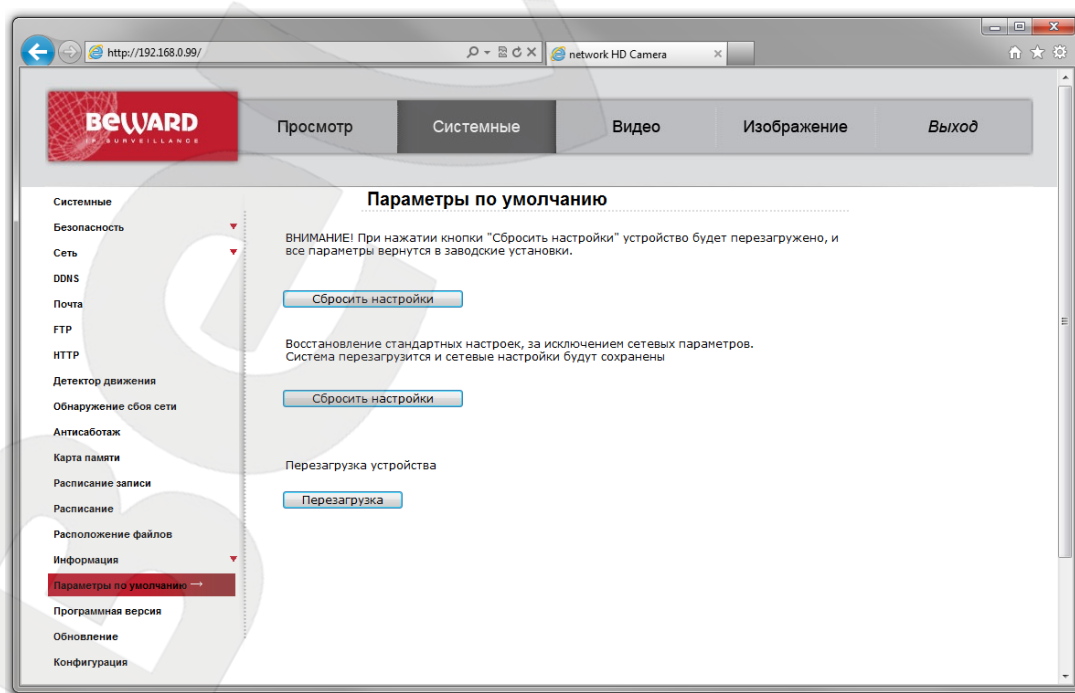 http://192.168.0.99/
network HD Camera
BEWARD
IP SURVEILLANCE
Просмотр
Системные
Видео
Изображение
Выход
Системные
Безопасность
Сеть
DDNS
Почта
FTP
HTTP
Детектор движения
Обнаружение сбоя сети
Антисаботаж
Карта памяти
Расписание записи
Расписание
Расположение файлов
Информация
Параметры по умолчанию →
Программная версия
Обновление
Конфигурация
Параметры по умолчанию
ВНИМАНИЕ! При нажатии кнопки "Сбросить настройки" устройство будет перезагружено, и
все параметры вернутся в заводские установки.
Сбросить настройки
Восстановление стандартных настроек, за исключением сетевых параметров.
Система перезагрузится и сетевые настройки будут сохранены
Сбросить настройки
Перезагрузка устройства
Перезагрузка